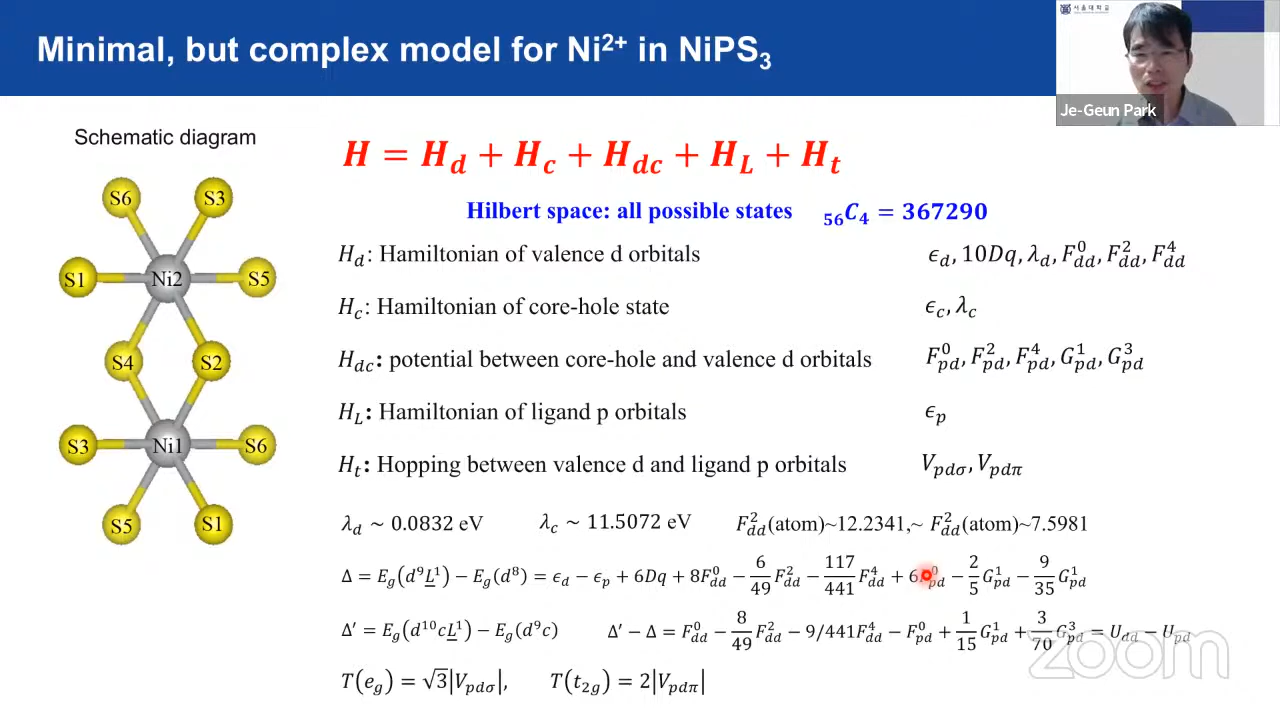 Minimal, but complex model for Ni²⁺ in NiPS₃
서울대학교
Je-Geun Park
Schematic diagram
S6 S3
S1 Ni2 S5
S4 S2
S3 Ni1 S6
S5 S1
H = H_d + H_c + H_dc + H_L + H_t
Hilbert space: all possible states ₅₆C₄ = 367290
H_d: Hamiltonian of valence d orbitals ϵ_d, 10Dq, λ_d, F⁰_dd, F²_dd, F⁴_dd
H_c: Hamiltonian of core-hole state ϵ_c, λ_c
H_dc: potential between core-hole and valence d orbitals F⁰_pd, F²_pd, F⁴_pd, G¹_pd, G³_pd
H_L: Hamiltonian of ligand p orbitals ϵ_p
H_t: Hopping between valence d and ligand p orbitals V_pdσ, V_pdπ
λ_d ~ 0.0832 eV λ_c ~ 11.5072 eV F²_dd(atom)~12.2341,~ F²_dd(atom)~7.5981
Δ = E_g(d⁹L̲¹) − E_g(d⁸) = ϵ_d − ϵ_p + 6Dq + 8F⁰_dd − 6/49 F²_dd − 117/441 F⁴_dd + 6F⁰_pd − 2/5 G¹_pd − 9/35 G¹_pd
Δ′ = E_g(d¹⁰cL̲¹) − E_g(d⁹c) Δ′ − Δ = F⁰_dd − 8/49 F²_dd − 9/441F⁴_dd − F⁰_pd + 1/15 G¹_pd + 3/70 G³_pd = U_dd − U_pd
T(e_g) = √3|V_pdσ|, T(t_2g) = 2|V_pdπ|
zoom